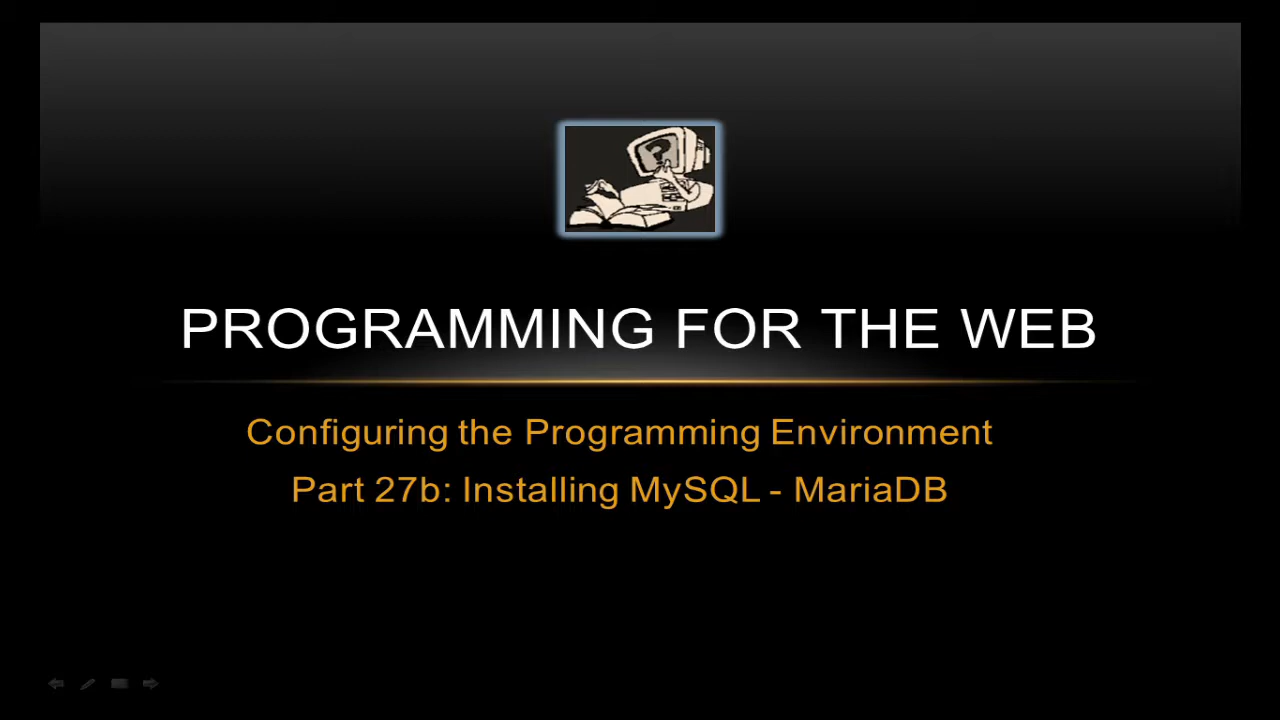 PROGRAMMING FOR THE WEB
Configuring the Programming Environment
Part 27b: Installing MySQL - MariaDB